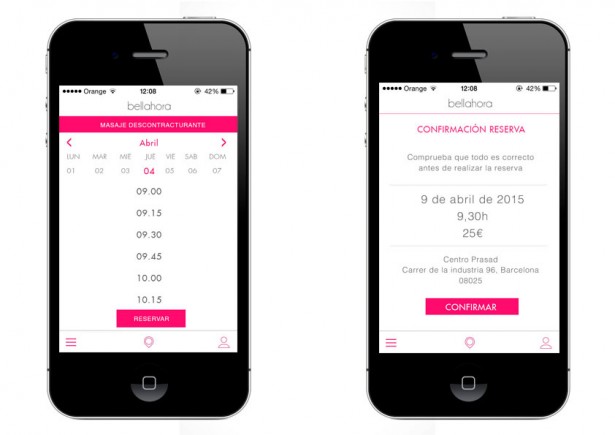 Orange 12:08 42%
bellahora
MASAJE DESCONTRACTURANTE
Abril
LUN MAR MIE JUE VIE SAB DOM
01 02 03 04 05 06 07
09.00
09.15
09.30
09.45
10.00
10.15
RESERVAR
Orange 12:08 42%
bellahora
CONFIRMACIÓN RESERVA
Comprueba que todo es correcto
antes de realizar la reserva
9 de abril de 2015
9,30h
25€
Centro Prasad
Carrer de la industria 96, Barcelona
08025
CONFIRMAR